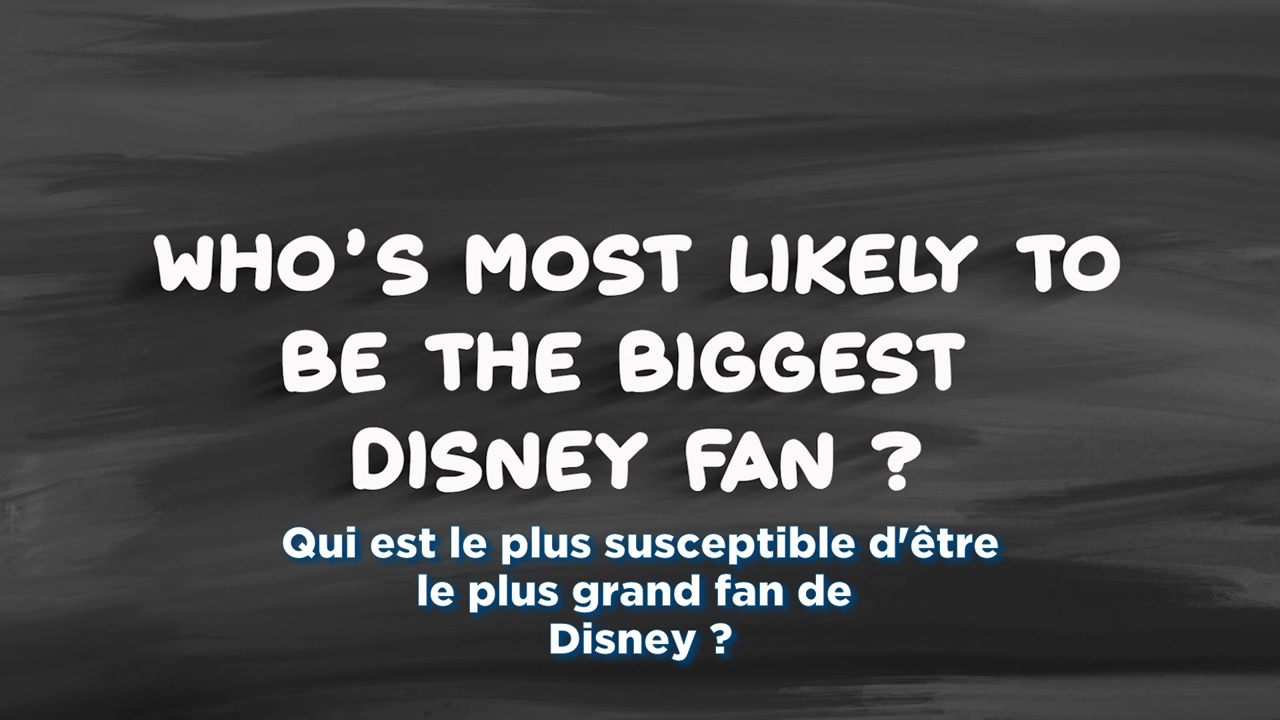 WHO'S MOST LIKELY TO
BE THE BIGGEST
DISNEY FAN ?
Qui est le plus susceptible d'être
le plus grand fan de
Disney ?